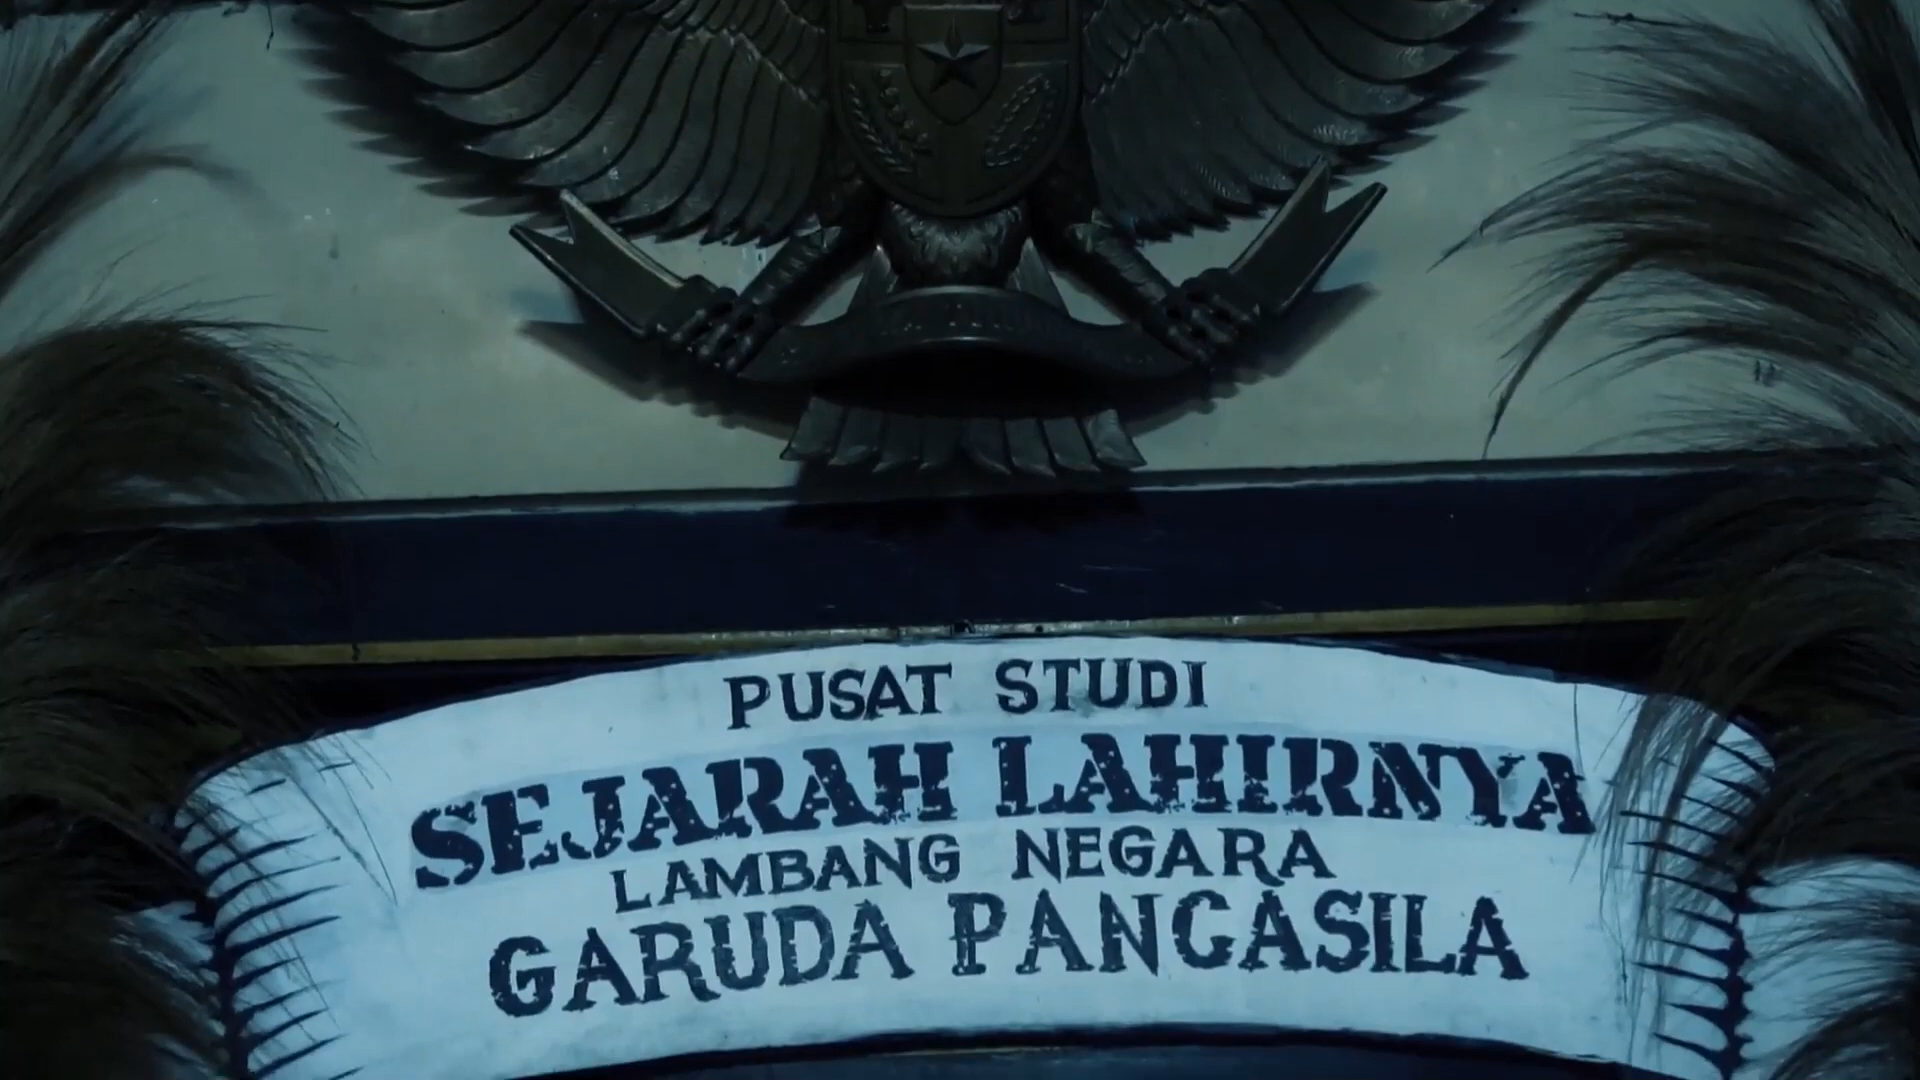 PUSAT STUDI
SEJARAH LAHIRNYA
LAMBANG NEGARA
GARUDA PANCASILA